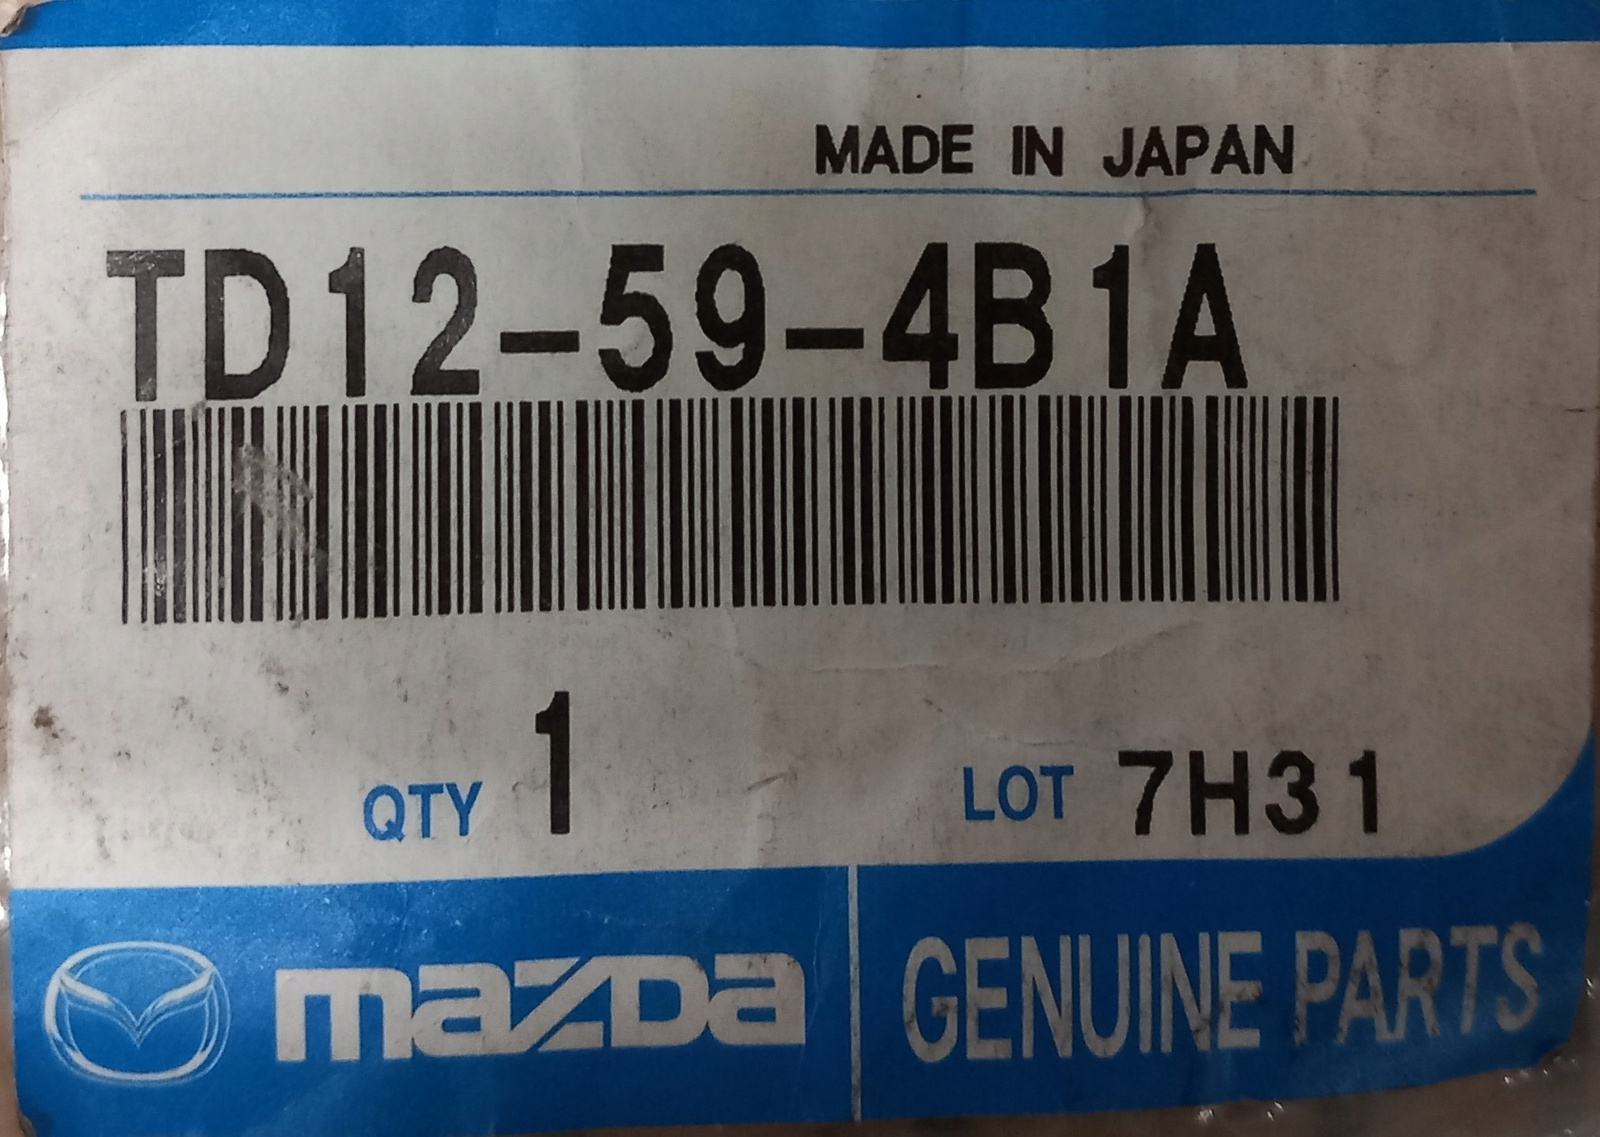 MADE IN JAPAN
TD12-59-4B1A
QTY 1 LOT 7H31
mazda GENUINE PARTS